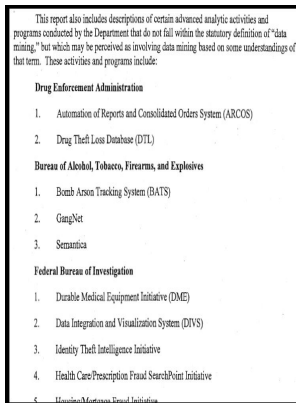 This report also includes descriptions of certain advanced analytic activities and
programs conducted by the Department that do not fall within the statutory definition of "data
mining," but which may be perceived as involving data mining based on some understandings of
that term. These activities and programs include:
Drug Enforcement Administration
1. Automation of Reports and Consolidated Orders System (ARCOS)
2. Drug Theft Loss Database (DTL)
Bureau of Alcohol, Tobacco, Firearms, and Explosives
1. Bomb Arson Tracking System (BATS)
2. GangNet
3. Semantica
Federal Bureau of Investigation
1. Durable Medical Equipment Initiative (DME)
2. Data Integration and Visualization System (DIVS)
3. Identity Theft Intelligence Initiative
4. Health Care/Prescription Fraud SearchPoint Initiative
5. Housing/Mortgage Fraud Initiative